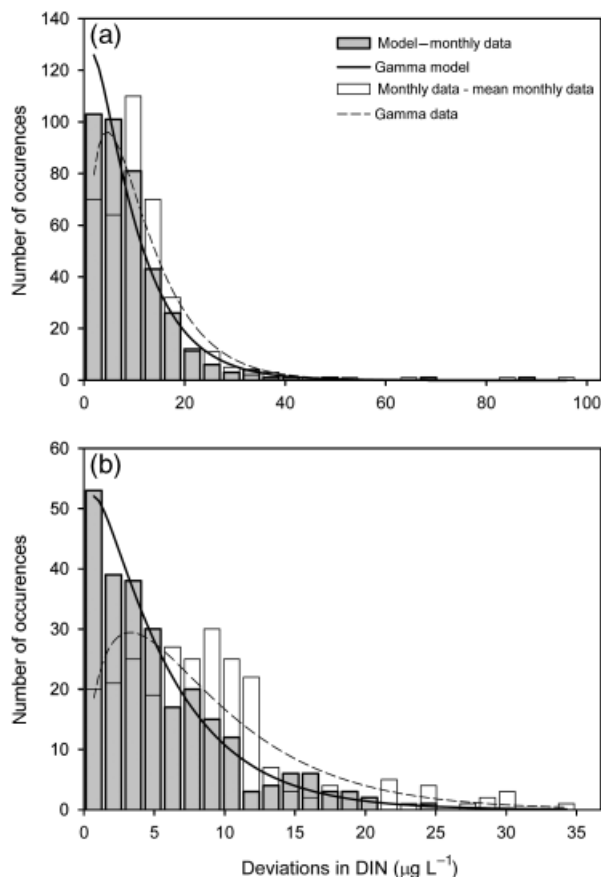 (a)
Model–monthly data
Gamma model
Monthly data - mean monthly data
Gamma data
Number of occurences
140
120
100
80
60
40
20
0
0 20 40 60 80 100
(b)
Number of occurences
60
50
40
30
20
10
0
0 5 10 15 20 25 30 35
Deviations in DIN (µg L⁻¹)